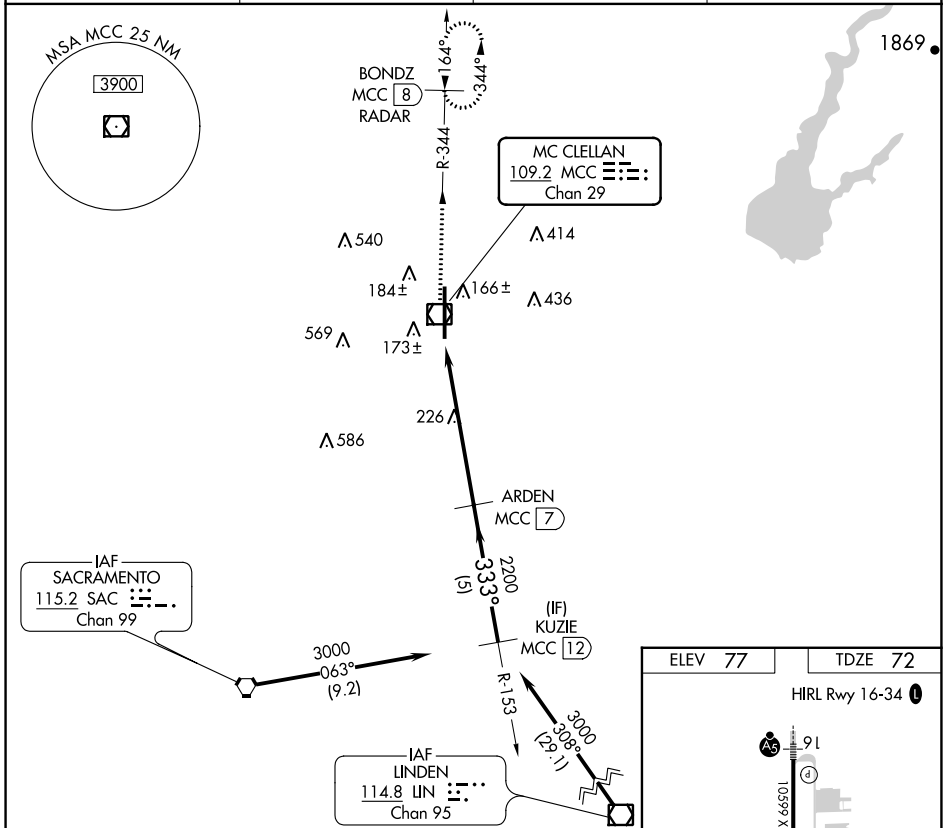 MSA MCC 25 NM
3900
1869
BONDZ
MCC 8
RADAR
164°
344°
R-344
MC CLELLAN
109.2 MCC
Chan 29
540
414
184±
166±
436
569
173±
226
586
ARDEN
MCC 7
2200
333°
(5)
IAF
SACRAMENTO
115.2 SAC
Chan 99
(IF)
KUZIE
MCC 12
3000
063°
(9.2)
R-153
3000
308°
(29.1)
IAF
LINDEN
114.8 LIN
Chan 95
ELEV 77
TDZE 72
HIRL Rwy 16-34 L
A5
16
P
10599 X